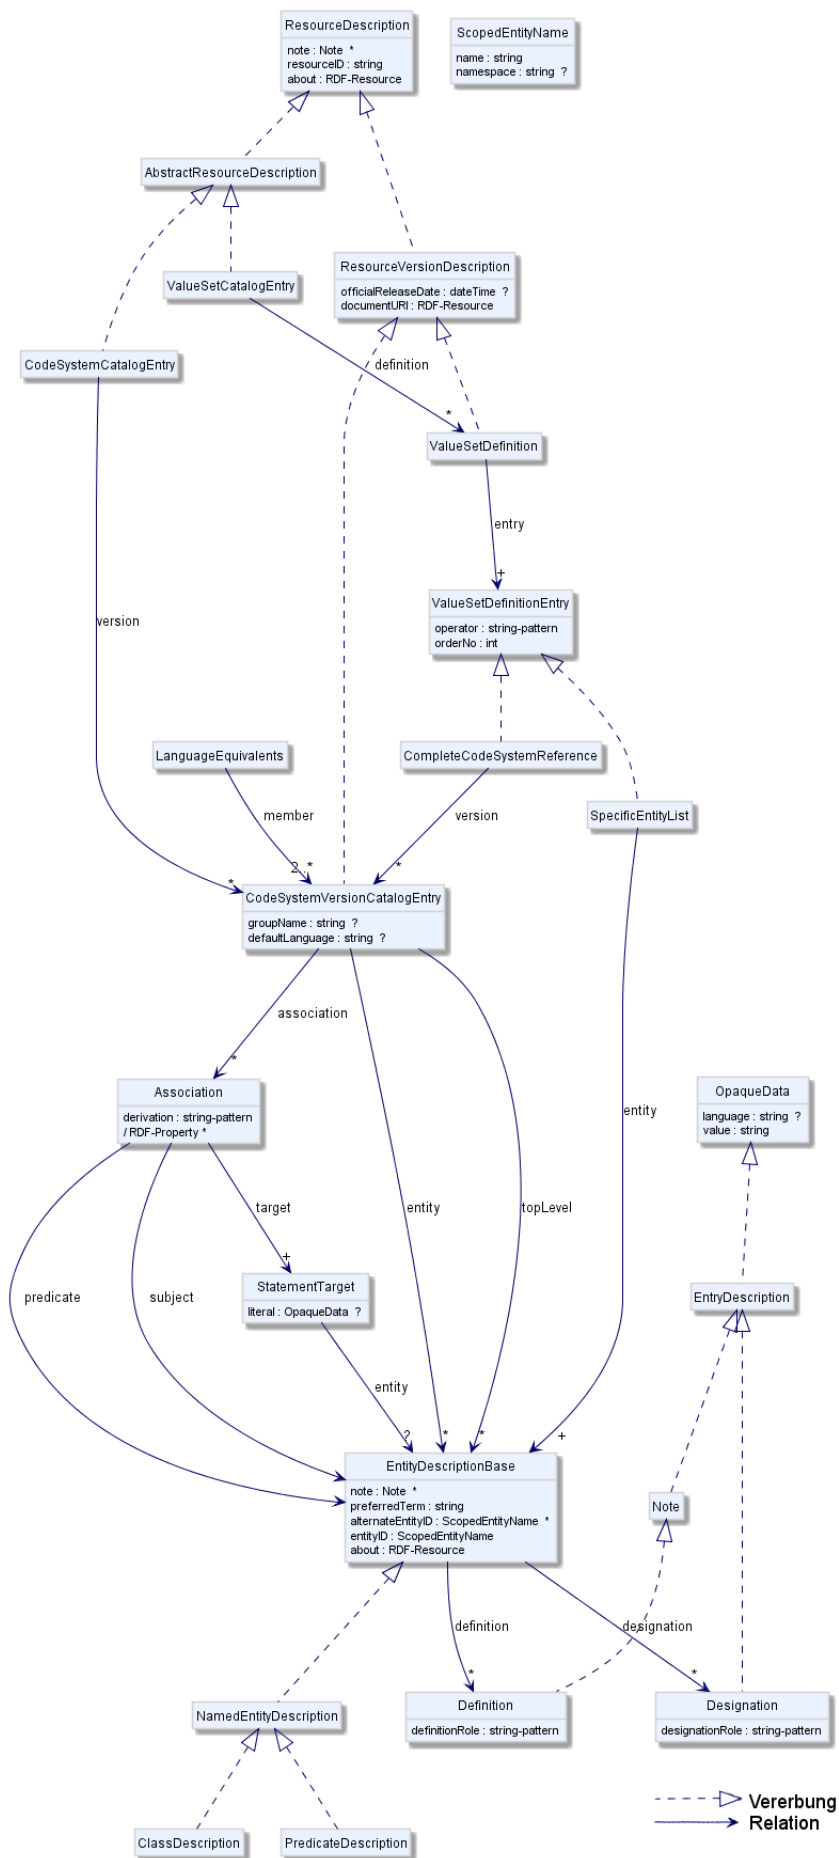 ResourceDescription
note : Note *
resourceID : string
about : RDF-Resource
ScopedEntityName
name : string
namespace : string ?
AbstractResourceDescription
ResourceVersionDescription
officialReleaseDate : dateTime ?
documentURI : RDF-Resource
ValueSetCatalogEntry
CodeSystemCatalogEntry
definition
*
ValueSetDefinition
entry
+
ValueSetDefinitionEntry
operator : string-pattern
orderNo : int
version
LanguageEquivalents
CompleteCodeSystemReference
SpecificEntityList
member
version
2..*
*
*
CodeSystemVersionCatalogEntry
groupName : string ?
defaultLanguage : string ?
association
*
Association
derivation : string-pattern
/ RDF-Property *
OpaqueData
language : string ?
value : string
entity
target
entity
topLevel
+
StatementTarget
literal : OpaqueData ?
EntryDescription
predicate
subject
entity
?
*
*
+
EntityDescriptionBase
note : Note *
preferredTerm : string
alternateEntityID : ScopedEntityName *
entityID : ScopedEntityName
about : RDF-Resource
Note
definition
designation
*
*
NamedEntityDescription
Definition
definitionRole : string-pattern
Designation
designationRole : string-pattern
Vererbung
Relation
ClassDescription
PredicateDescription